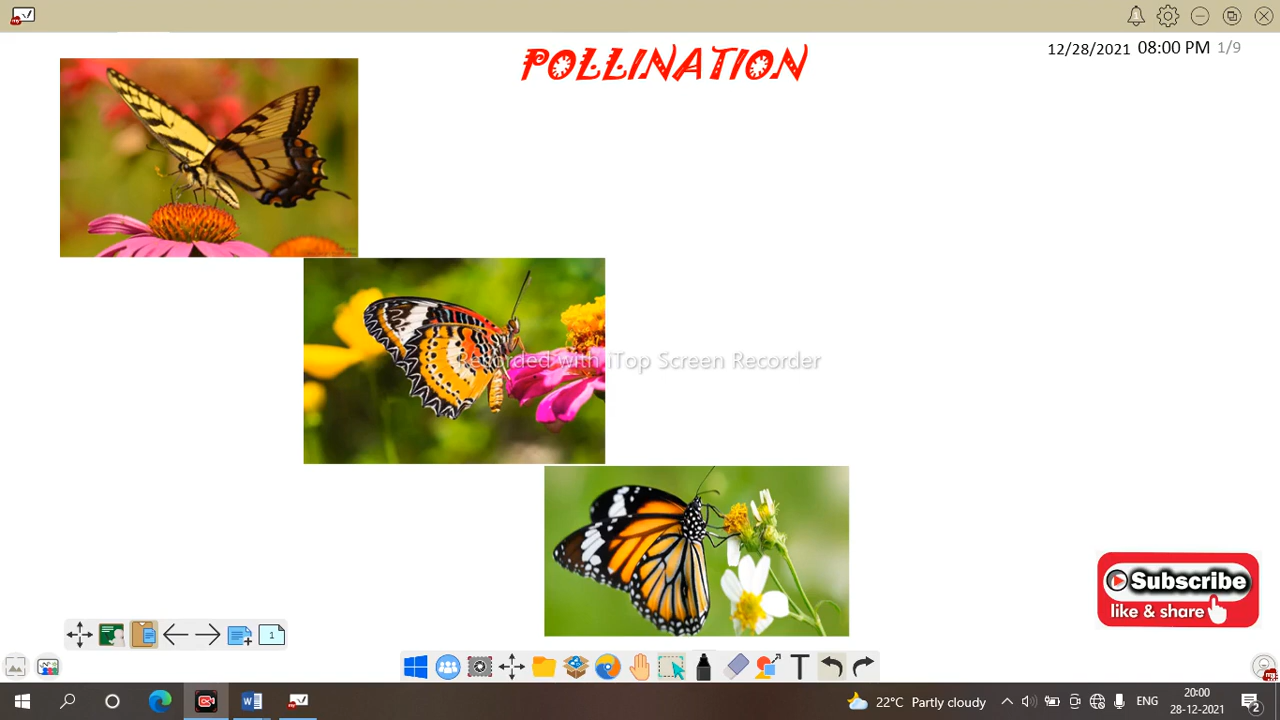 POLLINATION
12/28/2021 08:00 PM 1/9
Recorded with iTop Screen Recorder
Subscribe
like & share
1
T
22°C Partly cloudy
ENG
20:00
28-12-2021
2